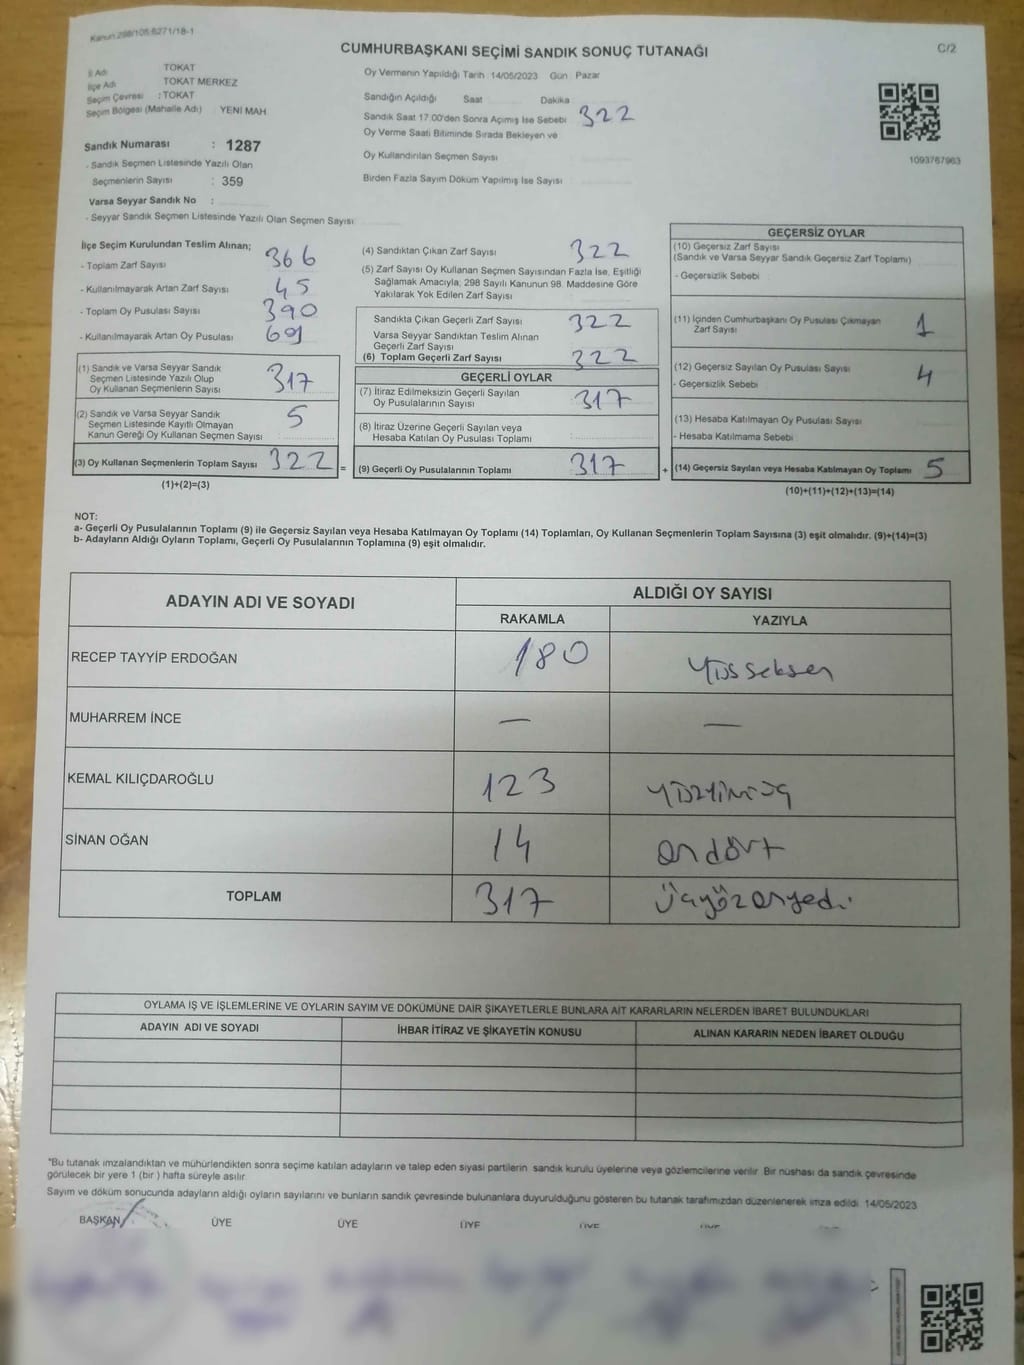 Kanun:298/105;6271/18-1
CUMHURBAŞKANI SEÇİMİ SANDIK SONUÇ TUTANAĞI
C/2
İl Adı TOKAT
İlçe Adı TOKAT MERKEZ
Seçim Çevresi : TOKAT
Seçim Bölgesi (Mahalle Adı) YENİ MAH
Sandık Numarası : 1287
- Sandık Seçmen Listesinde Yazılı Olan
Seçmenlerin Sayısı : 359
Varsa Seyyar Sandık No :
- Seyyar Sandık Seçmen Listesinde Yazılı Olan Seçmen Sayısı
Oy Vermenin Yapıldığı Tarih :14/05/2023 Gün : Pazar
Sandığın Açıldığı Saat Dakika
Sandık Saat 17.00'den Sonra Açımış İse Sebebi 322
Oy Verme Saati Bitiminde Sırada Bekleyen ve
Oy Kullandırılan Seçmen Sayısı
Birden Fazla Sayım Döküm Yapılmış İse Sayısı
1093767963
İlçe Seçim Kurulundan Teslim Alınan;
- Toplam Zarf Sayısı 366
- Kullanılmayarak Artan Zarf Sayısı 45
- Toplam Oy Pusulası Sayısı 390
- Kullanılmayarak Artan Oy Pusulası 69
(1) Sandık ve Varsa Seyyar Sandık
Seçmen Listesinde Yazılı Olup
Oy Kullanan Seçmenlerin Sayısı 317
(2) Sandık ve Varsa Seyyar Sandık
Seçmen Listesinde Kayıtlı Olmayan
Kanun Gereği Oy Kullanan Seçmen Sayısı 5
(3) Oy Kullanan Seçmenlerin Toplam Sayısı 322 =
(1)+(2)=(3)
(4) Sandıktan Çıkan Zarf Sayısı 322
(5) Zarf Sayısı Oy Kullanan Seçmen Sayısından Fazla İse, Eşitliği
Sağlamak Amacıyla, 298 Sayılı Kanunun 98. Maddesine Göre
Yakılarak Yok Edilen Zarf Sayısı
Sandıkta Çıkan Geçerli Zarf Sayısı 322
Varsa Seyyar Sandıktan Teslim Alınan
Geçerli Zarf Sayısı
(6) Toplam Geçerli Zarf Sayısı 322
GEÇERLİ OYLAR
(7) İtiraz Edilmeksizin Geçerli Sayılan
Oy Pusulalarının Sayısı 317
(8) İtiraz Üzerine Geçerli Sayılan veya
Hesaba Katılan Oy Pusulası Toplamı
(9) Geçerli Oy Pusulalarının Toplamı 317 +
GEÇERSİZ OYLAR
(10) Geçersiz Zarf Sayısı
(Sandık ve Varsa Seyyar Sandık Geçersiz Zarf Toplamı)
- Geçersizlik Sebebi
(11) İçinden Cumhurbaşkanı Oy Pusulası Çıkmayan
Zarf Sayısı 1
(12) Geçersiz Sayılan Oy Pusulası Sayısı 4
- Geçersizlik Sebebi
(13) Hesaba Katılmayan Oy Pusulası Sayısı
- Hesaba Katılmama Sebebi
(14) Geçersiz Sayılan veya Hesaba Katılmayan Oy Toplamı 5
(10)+(11)+(12)+(13)=(14)
NOT:
a- Geçerli Oy Pusulalarının Toplamı (9) ile Geçersiz Sayılan veya Hesaba Katılmayan Oy Toplamı (14) Toplamları, Oy Kullanan Seçmenlerin Toplam Sayısına (3) eşit olmalıdır. (9)+(14)=(3)
b- Adayların Aldığı Oyların Toplamı, Geçerli Oy Pusulalarının Toplamına (9) eşit olmalıdır.
ADAYIN ADI VE SOYADI
ALDIĞI OY SAYISI
RAKAMLA YAZIYLA
RECEP TAYYİP ERDOĞAN 180 Yüzseksen
MUHARREM İNCE — —
KEMAL KILIÇDAROĞLU 123 yüzyirmiüç
SİNAN OĞAN 14 ondört
TOPLAM 317 Üçyüzonyedi
OYLAMA İŞ VE İŞLEMLERİNE VE OYLARIN SAYIM VE DÖKÜMÜNE DAİR ŞİKAYETLERLE BUNLARA AİT KARARLARIN NELERDEN İBARET BULUNDUKLARI
ADAYIN ADI VE SOYADI İHBAR İTİRAZ VE ŞİKAYETİN KONUSU ALINAN KARARIN NEDEN İBARET OLDUĞU
*Bu tutanak imzalandıktan ve mühürlendikten sonra seçime katılan adayların ve talep eden siyasi partilerin sandık kurulu üyelerine veya gözlemcilerine verilir. Bir nushası da sandık çevresinde
görülecek bir yere 1 (bir) hafta süreyle asılır.
Sayım ve döküm sonucunda adayların aldığı oyların sayılarını ve bunların sandık çevresinde bulunanlara duyurulduğunu gösteren bu tutanak tarafımızdan düzenlenerek imza edildi. 14/05/2023
BAŞKAN ÜYE ÜYE ÜYE ÜYE ÜYE